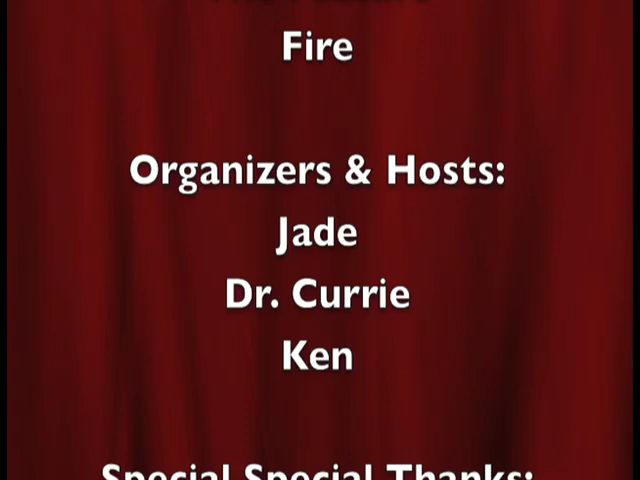 Fire
Organizers & Hosts:
Jade
Dr. Currie
Ken
Special Special Thanks: